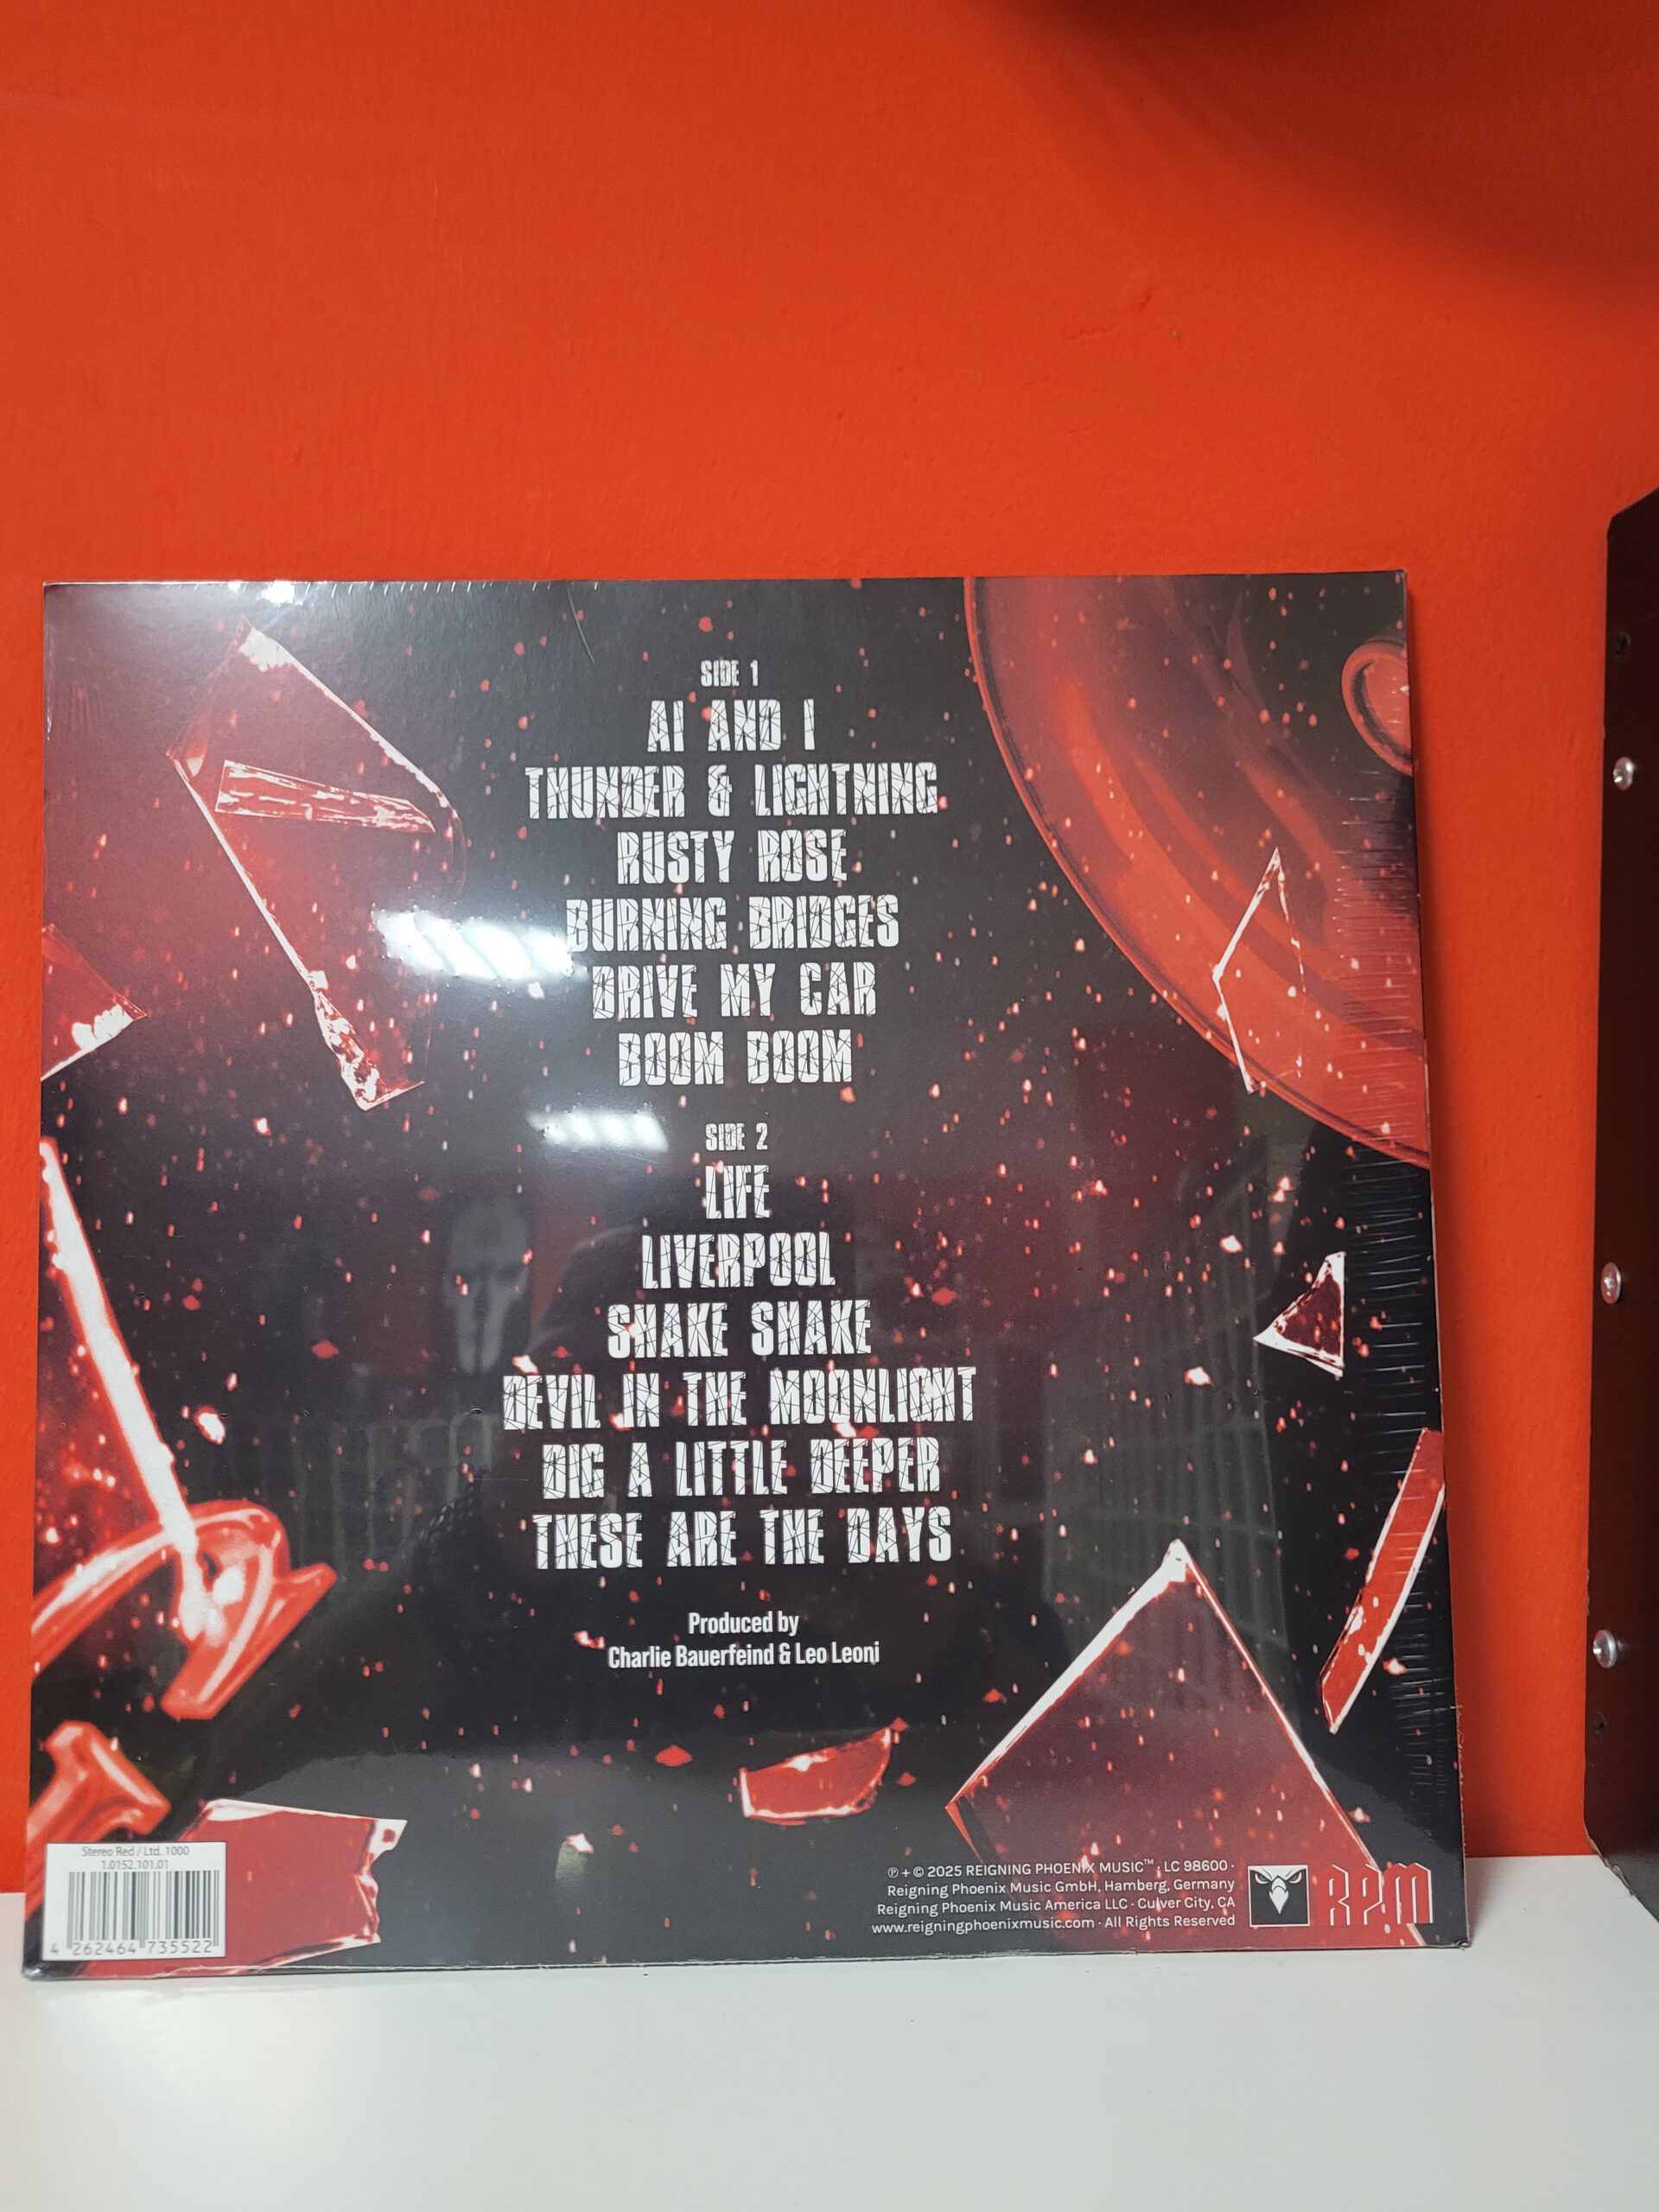 SIDE 1
AI AND I
THUNDER & LIGHTNING
RUSTY ROSE
BURNING BRIDGES
DRIVE MY CAR
BOOM BOOM
SIDE 2
LIFE
LIVERPOOL
SHAKE SHAKE
DEVIL IN THE MOONLIGHT
DIG A LITTLE DEEPER
THESE ARE THE DAYS
Produced by
Charlie Bauerfeind & Leo Leoni
Stereo Red / Ltd. 1000
1.0152.101.01
4 262464 735522
℗ + © 2025 REIGNING PHOENIX MUSIC™ · LC 98600 ·
Reigning Phoenix Music GmbH, Hamberg, Germany
Reigning Phoenix Music America LLC · Culver City, CA
www.reigningphoenixmusic.com · All Rights Reserved
RPM